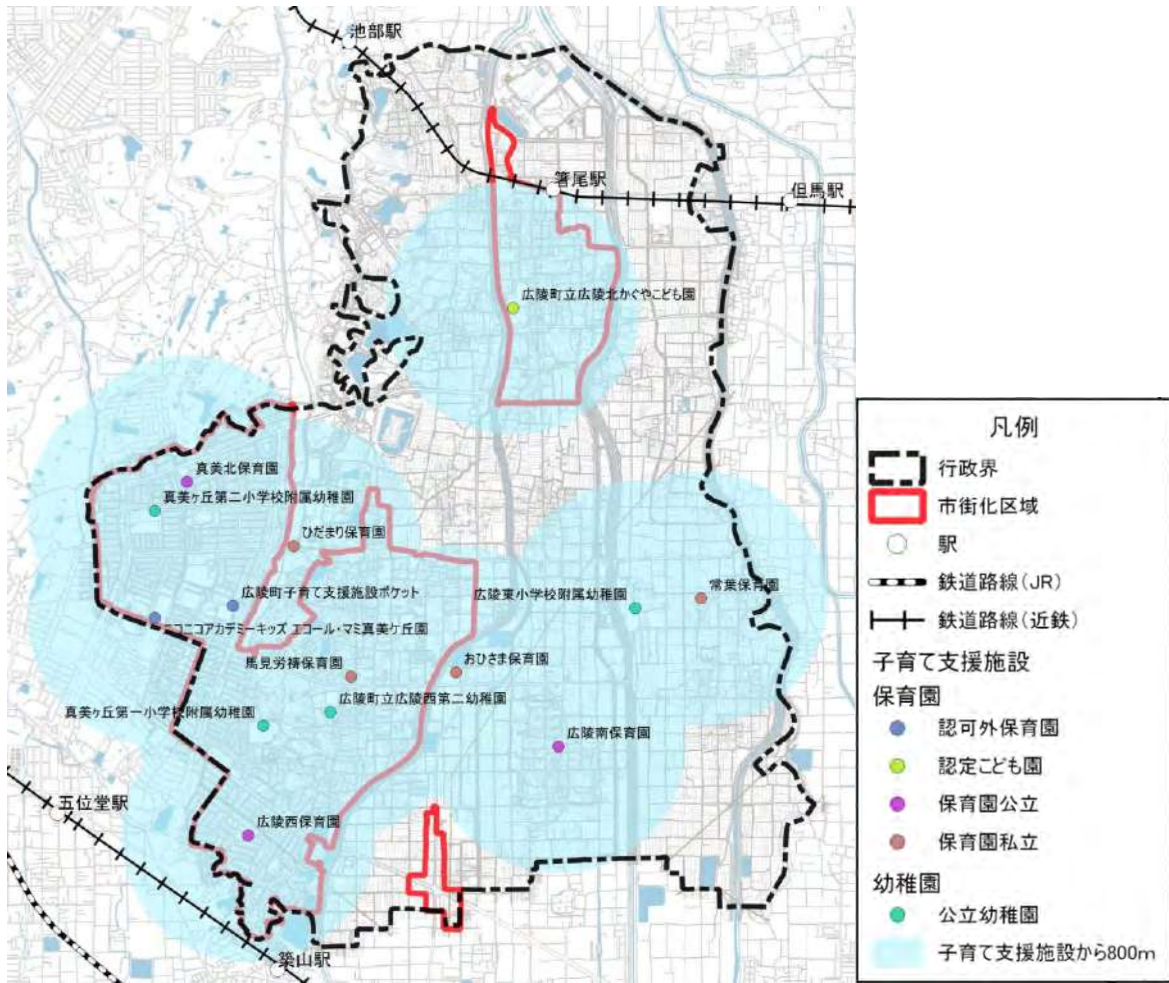 池部駅
箸尾駅
但馬駅
広陵町立広陵北かぐやこども園
真美北保育園
真美ヶ丘第二小学校附属幼稚園
ひだまり保育園
広陵町子育て支援施設ポケット
ニコニコアカデミーキッズ エコール・マミ真美ケ丘園
広陵東小学校附属幼稚園
常葉保育園
馬見労祷保育園
おひさま保育園
広陵町立広陵西第二幼稚園
真美ヶ丘第一小学校附属幼稚園
広陵南保育園
五位堂駅
広陵西保育園
築山駅
凡例
行政界
市街化区域
駅
鉄道路線(JR)
鉄道路線(近鉄)
子育て支援施設
保育園
認可外保育園
認定こども園
保育園公立
保育園私立
幼稚園
公立幼稚園
子育て支援施設から800m